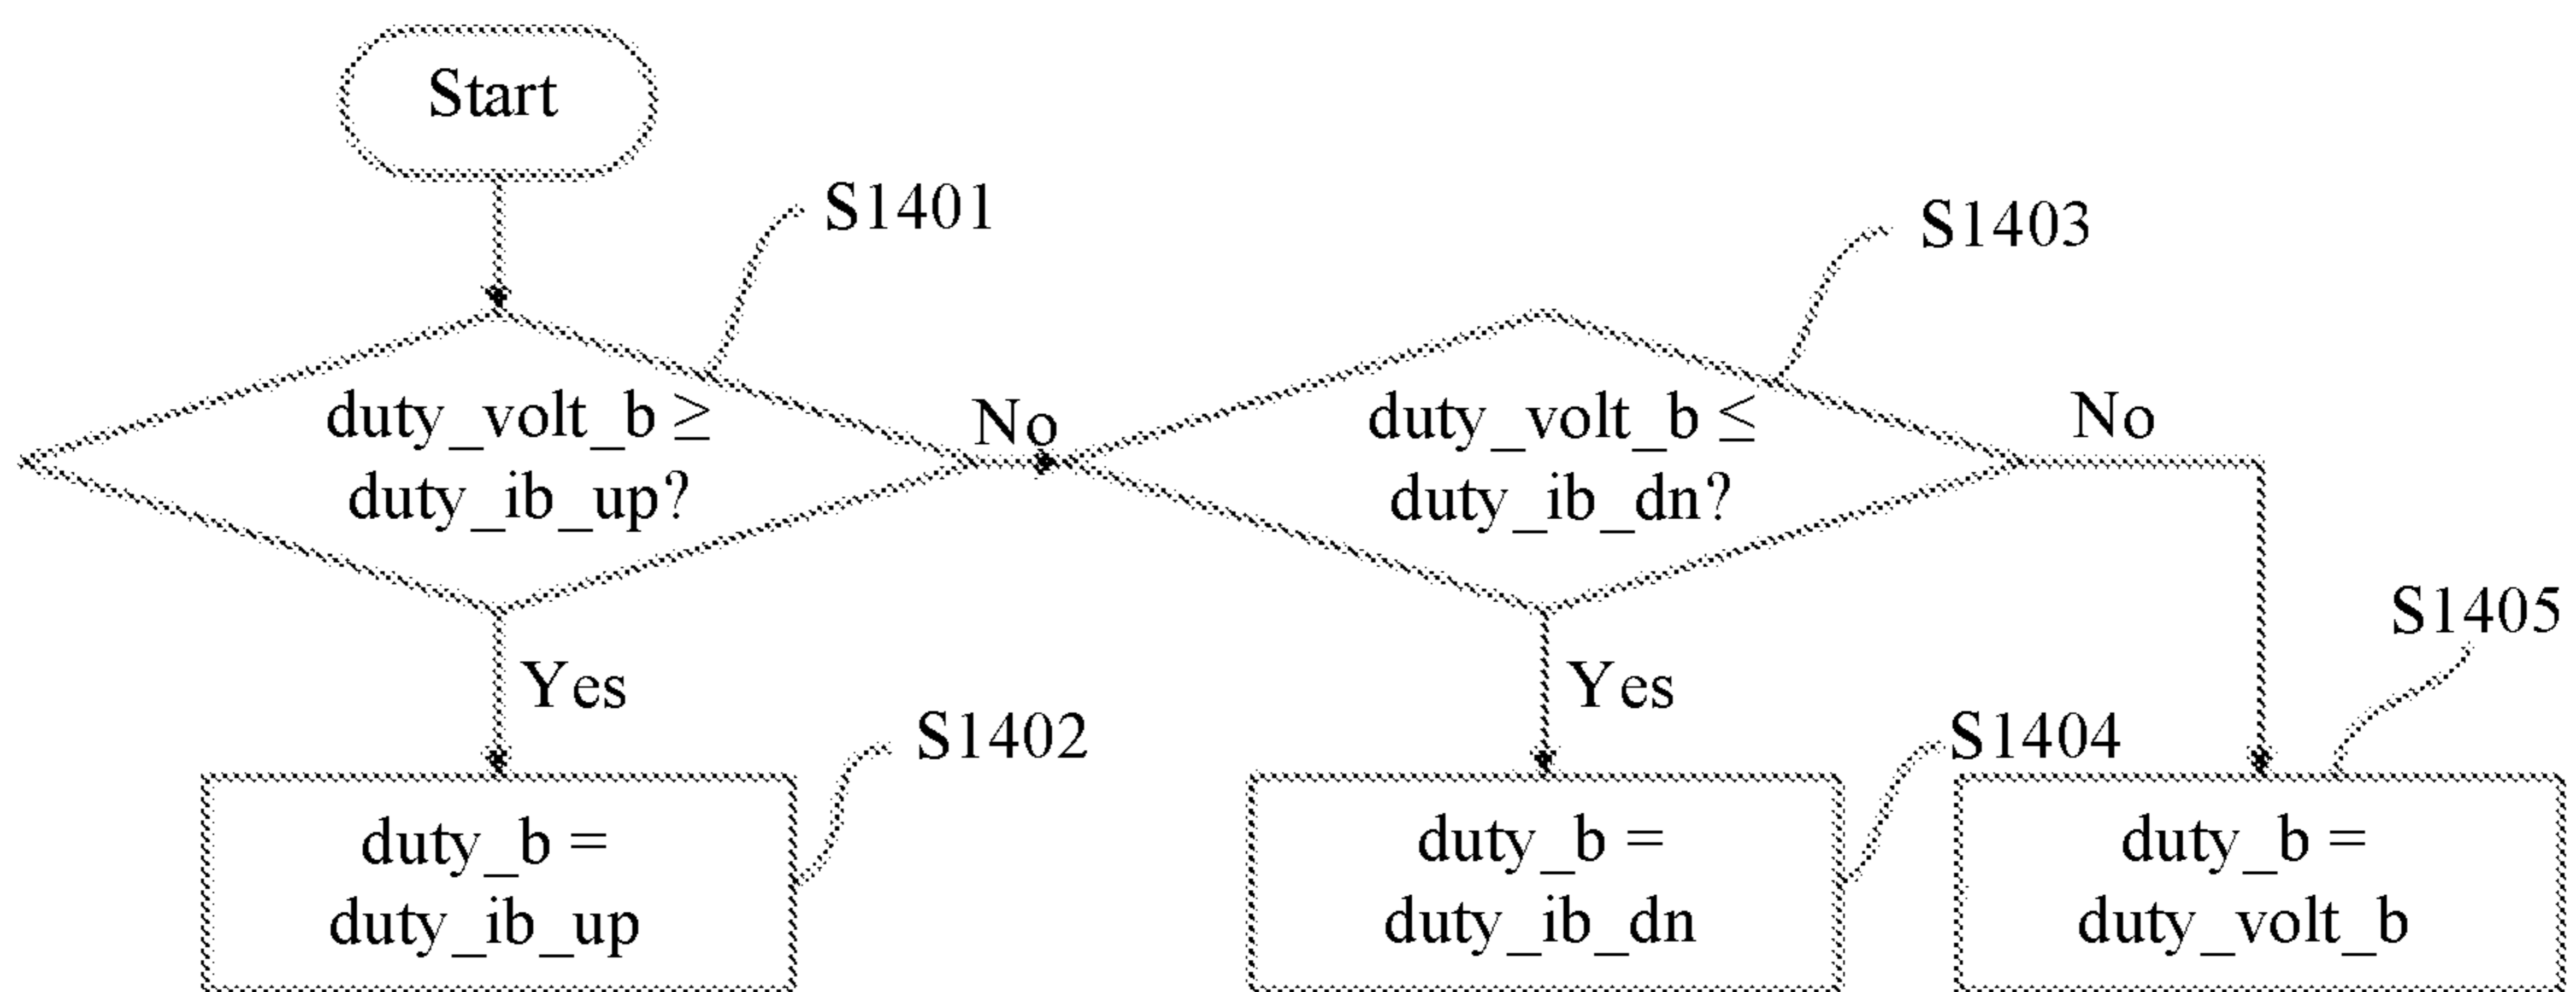 Start
S1401
S1403
duty_volt_b ≥
duty_ib_up?
No
duty_volt_b ≤
duty_ib_dn?
No
Yes
S1402
Yes
S1404
S1405
duty_b =
duty_ib_up
duty_b =
duty_ib_dn
duty_b =
duty_volt_b